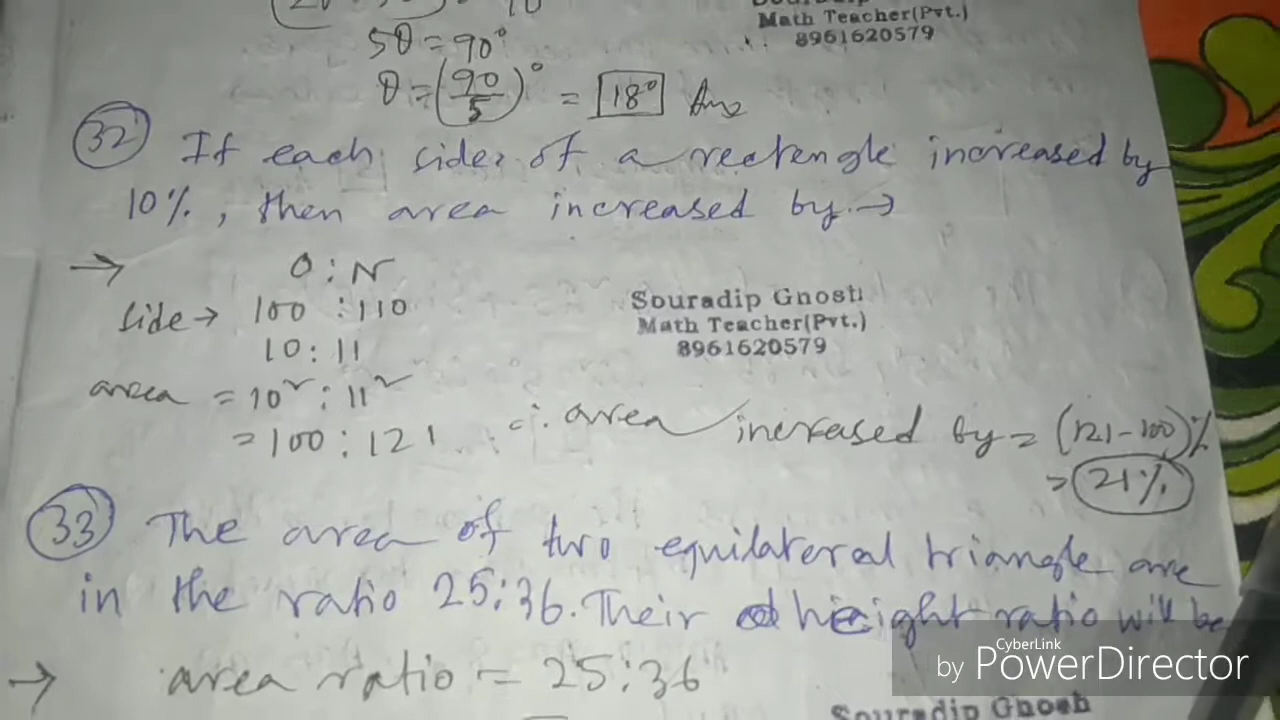 Math Teacher(Pvt.)
8961620579
5θ = 90°
θ = (90/5)° = 18° Ans
32 If each side of a rectengle increased by
10%, then area increased by →
→ O : N
side → 100 : 110
10 : 11
area = 10² : 11²
= 100 : 121
Souradip Ghosh
Math Teacher(Pvt.)
8961620579
∴ area increased by = (121-100)%
= 21%
33 The area of two equilateral triangle are
in the ratio 25:36. Their height ratio will be
→ area ratio = 25:36
CyberLink
by PowerDirector
Souradip Ghosh